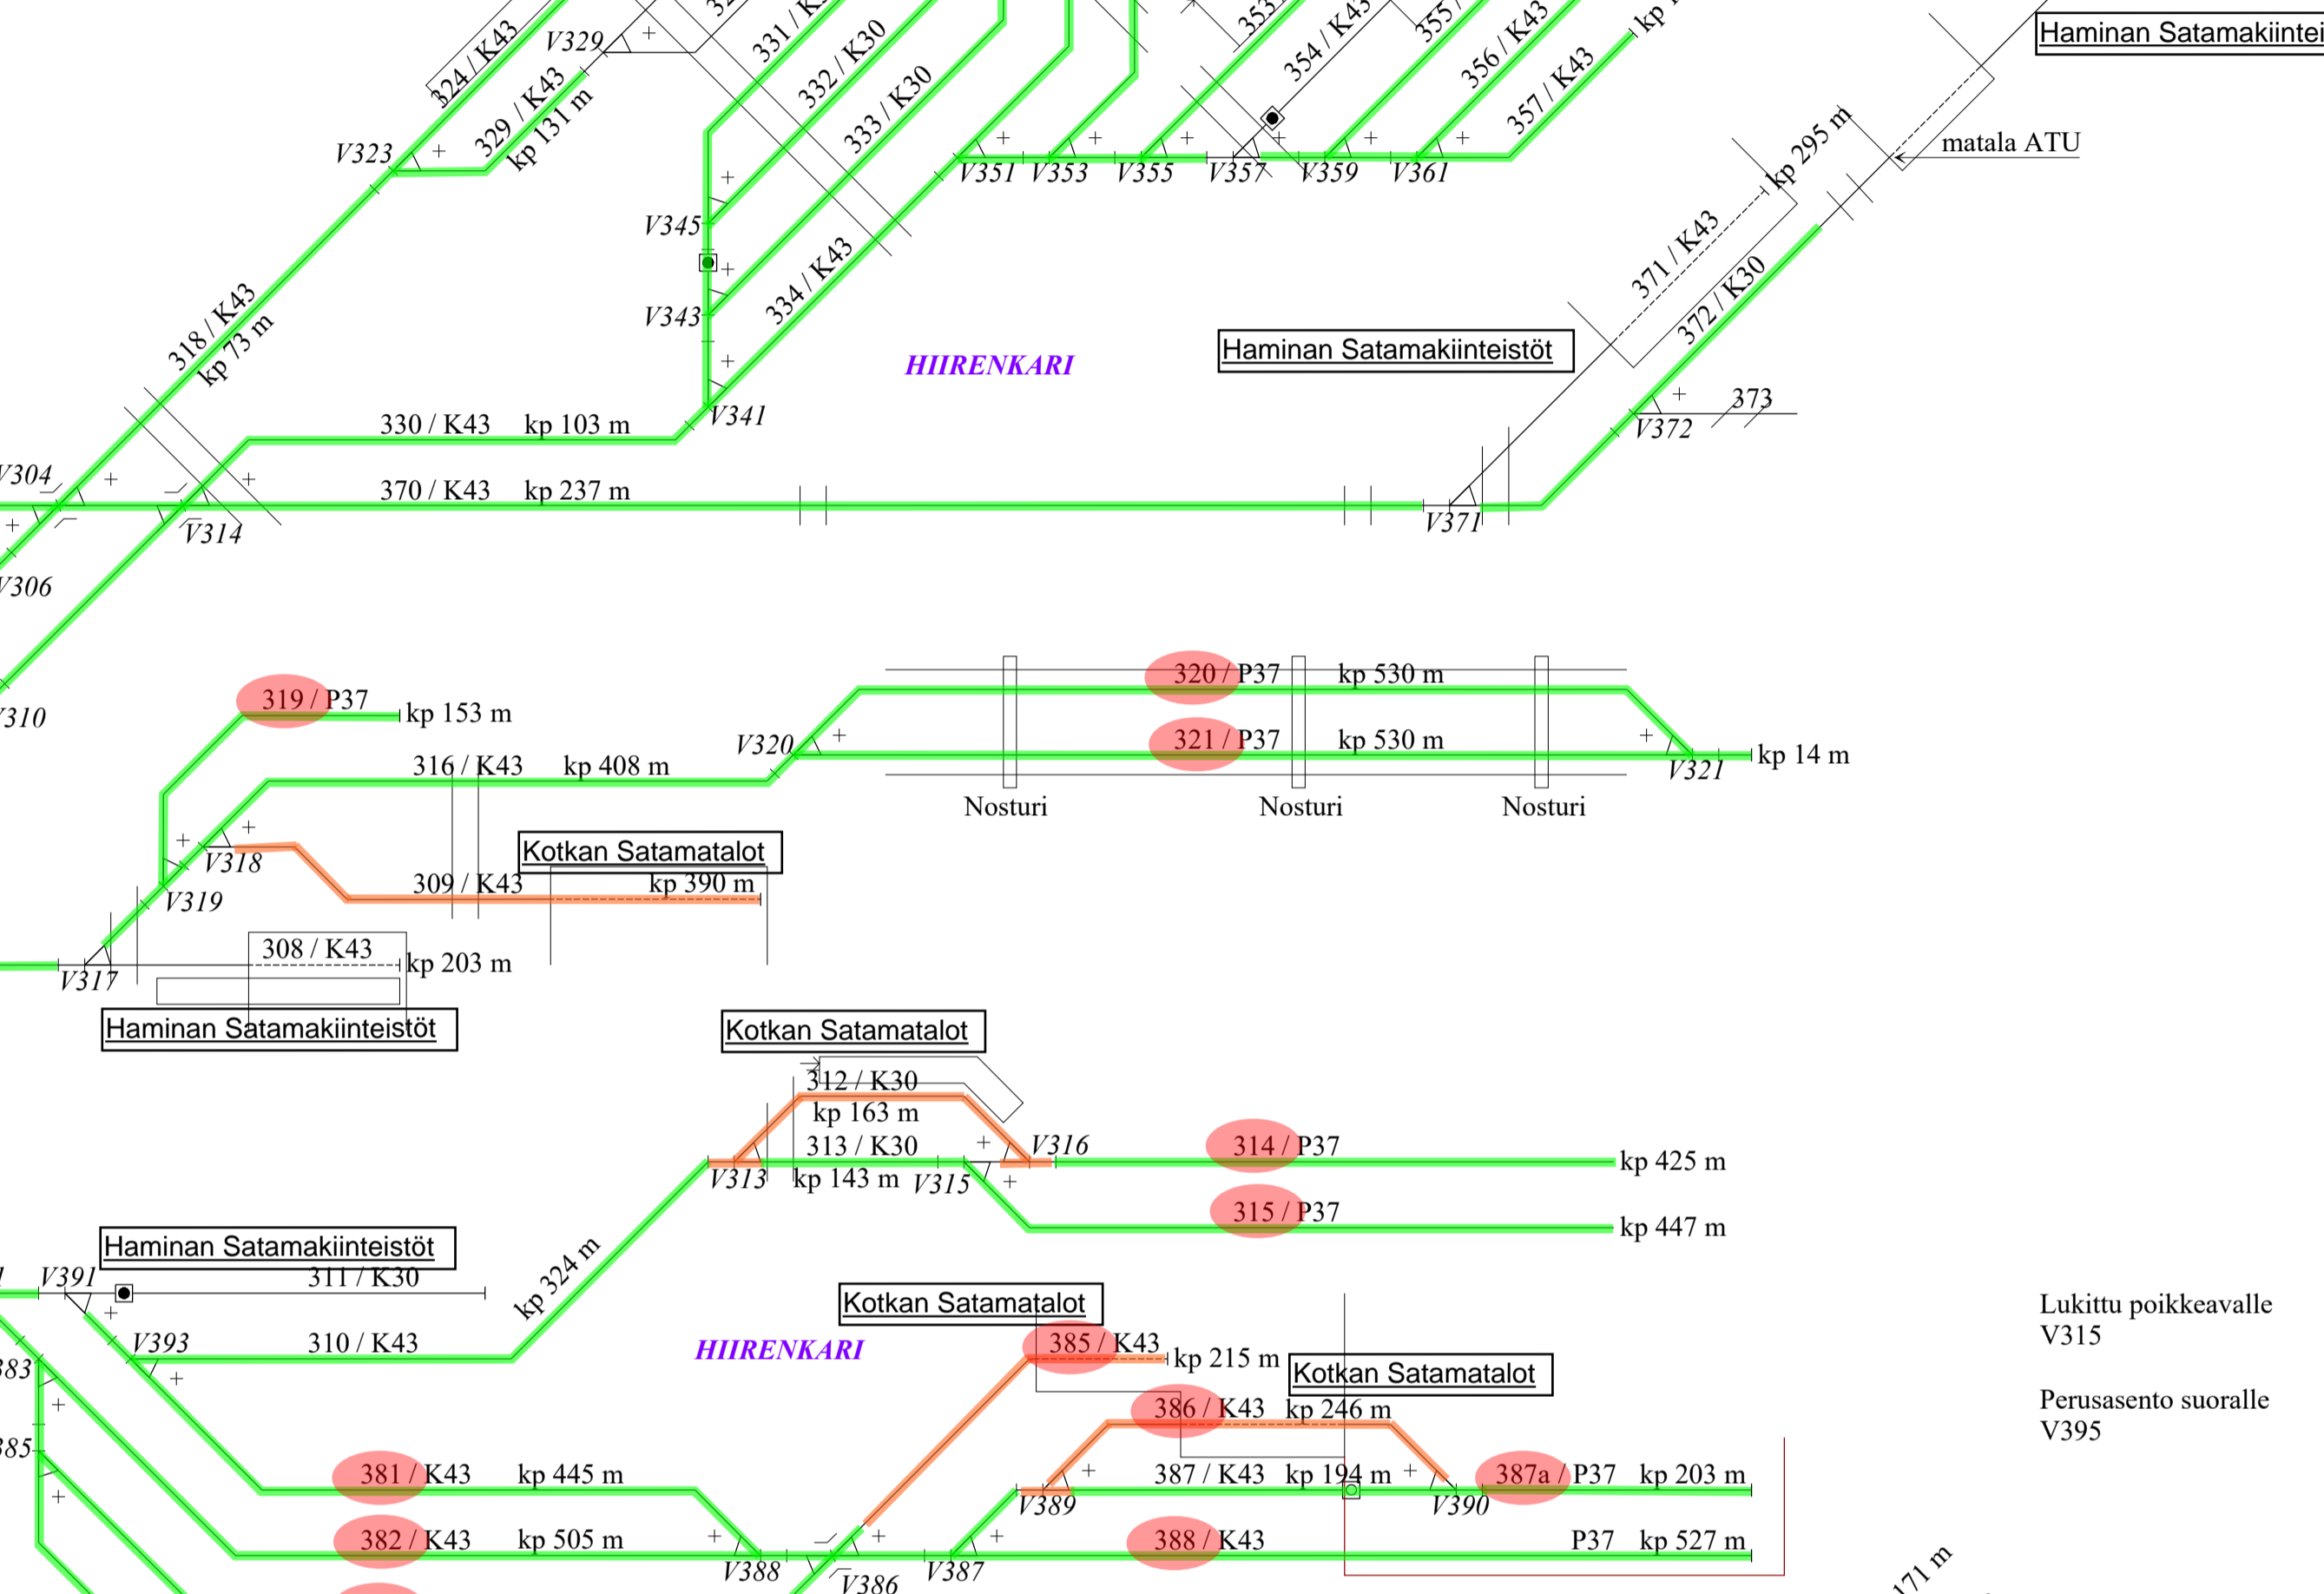 Haminan Satamakiintei
V329
324 / K43
329 / K43
kp 131 m
V323
331 / K
332 / K30
333 / K30
334 / K43
353
354 / K43
355 /
356 / K43
357 / K43
V351
V353
V355
V357
V359
V361
kp 295 m
matala ATU
V345
V343
V341
371 / K43
372 / K30
373
V372
318 / K43
kp 73 m
HIIRENKARI
Haminan Satamakiinteistöt
330 / K43 kp 103 m
370 / K43 kp 237 m
V304
V314
V371
V306
V310
319 / P37
kp 153 m
320 / P37 kp 530 m
321 / P37 kp 530 m
V320
V321
kp 14 m
316 / K43 kp 408 m
Nosturi
Nosturi
Nosturi
Kotkan Satamatalot
V318
309 / K43 kp 390 m
V319
308 / K43
kp 203 m
V317
Haminan Satamakiinteistöt
Kotkan Satamatalot
312 / K30
kp 163 m
313 / K30
V316
314 / P37
kp 425 m
V313
kp 143 m
V315
315 / P37
kp 447 m
Haminan Satamakiinteistöt
kp 324 m
V391
311 / K30
Kotkan Satamatalot
Lukittu poikkeavalle
V315
V393
310 / K43
HIIRENKARI
385 / K43
kp 215 m
Kotkan Satamatalot
383
386 / K43 kp 246 m
Perusasento suoralle
V395
385
381 / K43 kp 445 m
387 / K43 kp 194 m
387a / P37 kp 203 m
V389
V390
382 / K43 kp 505 m
388 / K43
P37 kp 527 m
V388
V386
V387
171 m